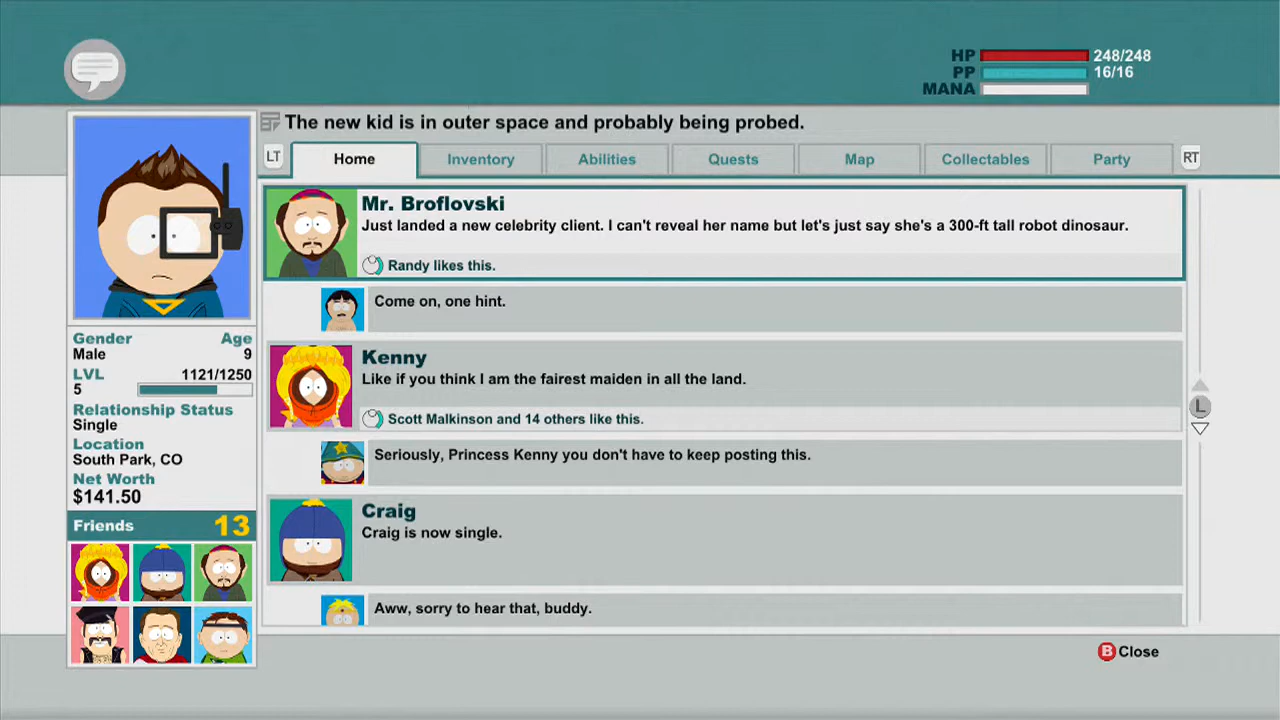 HP 248/248
PP 16/16
MANA
The new kid is in outer space and probably being probed.
LT Home Inventory Abilities Quests Map Collectables Party RT
Gender Age
Male 9
LVL 1121/1250
5
Relationship Status
Single
Location
South Park, CO
Net Worth
$141.50
Friends 13
Mr. Broflovski
Just landed a new celebrity client. I can't reveal her name but let's just say she's a 300-ft tall robot dinosaur.
Randy likes this.
Come on, one hint.
Kenny
Like if you think I am the fairest maiden in all the land.
Scott Malkinson and 14 others like this.
Seriously, Princess Kenny you don't have to keep posting this.
Craig
Craig is now single.
Aww, sorry to hear that, buddy.
L
B Close